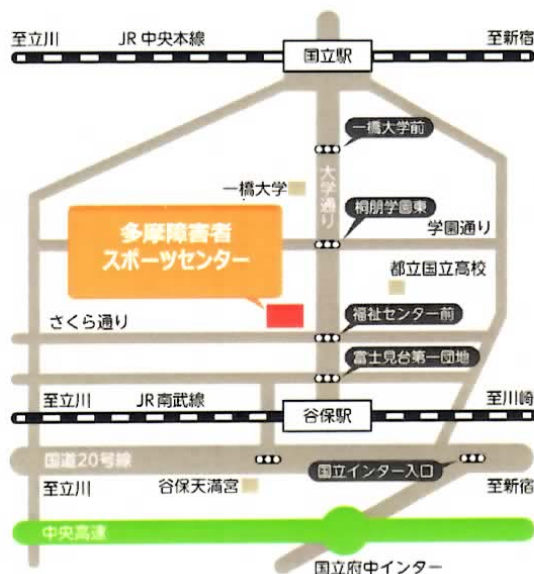 至立川
JR中央本線
至新宿
国立駅
一橋大学前
大学通り
一橋大学
桐朋学園東
学園通り
多摩障害者
スポーツセンター
都立国立高校
さくら通り
福祉センター前
富士見台第一団地
至立川
JR南武線
至川崎
谷保駅
国道20号線
国立インター入口
至立川
谷保天満宮
至新宿
中央高速
国立府中インター